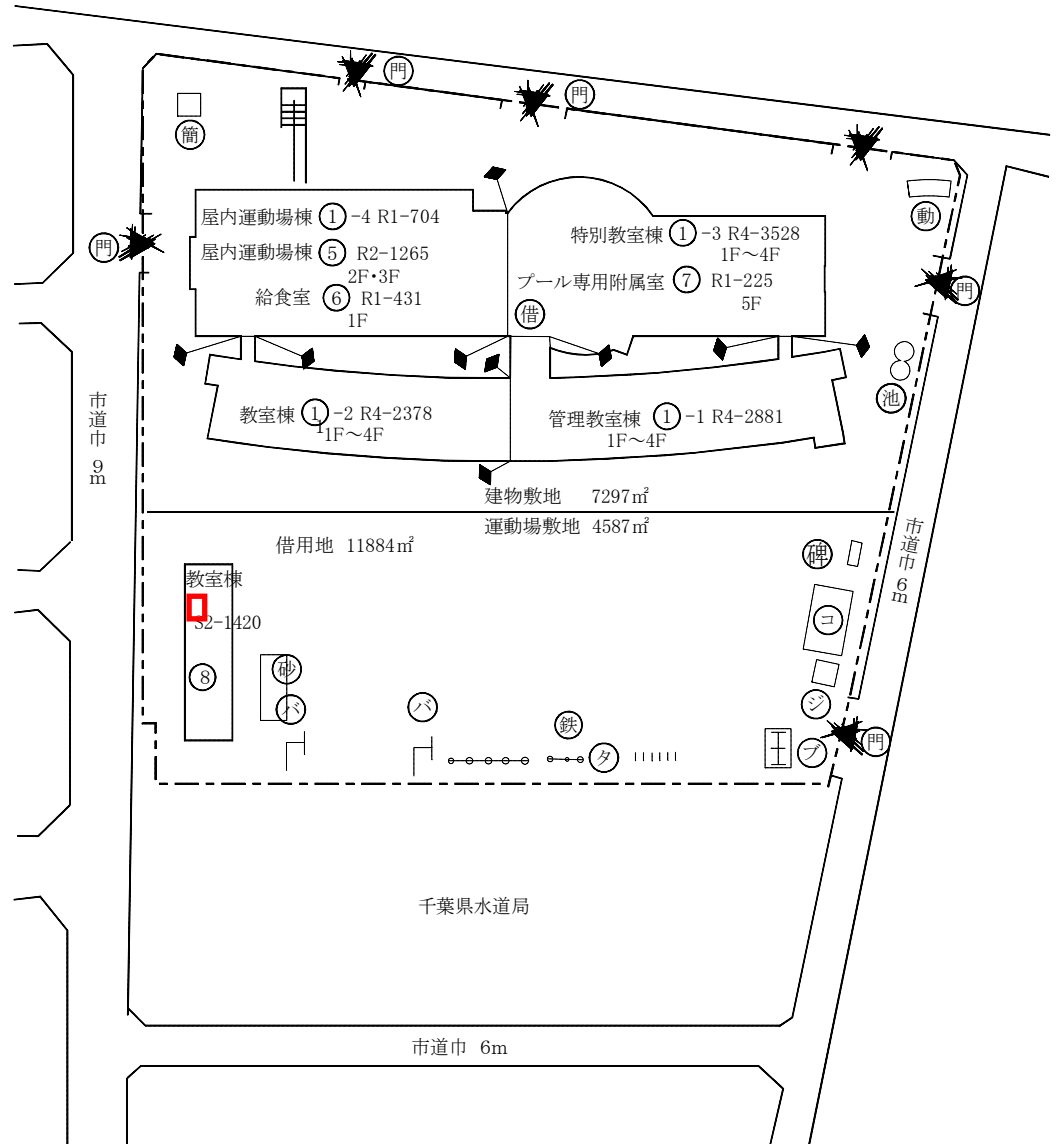 門
門
簡
動
屋内運動場棟 ① -4 R1-704
屋内運動場棟 ⑤ R2-1265
2F・3F
給食室 ⑥ R1-431
1F
特別教室棟 ① -3 R4-3528
1F～4F
プール専用附属室 ⑦ R1-225
5F
借
門
門
池
教室棟 ① -2 R4-2378
1
1F～4F
管理教室棟 ① -1 R4-2881
1F～4F
市道巾 9m
建物敷地 7297㎡
運動場敷地 4587㎡
借用地 11884㎡
市道巾 6m
碑
教室棟
S2-1420
コ
⑧
砂
バ
バ
ジ
鉄
タ
ブ
門
千葉県水道局
市道巾 6m